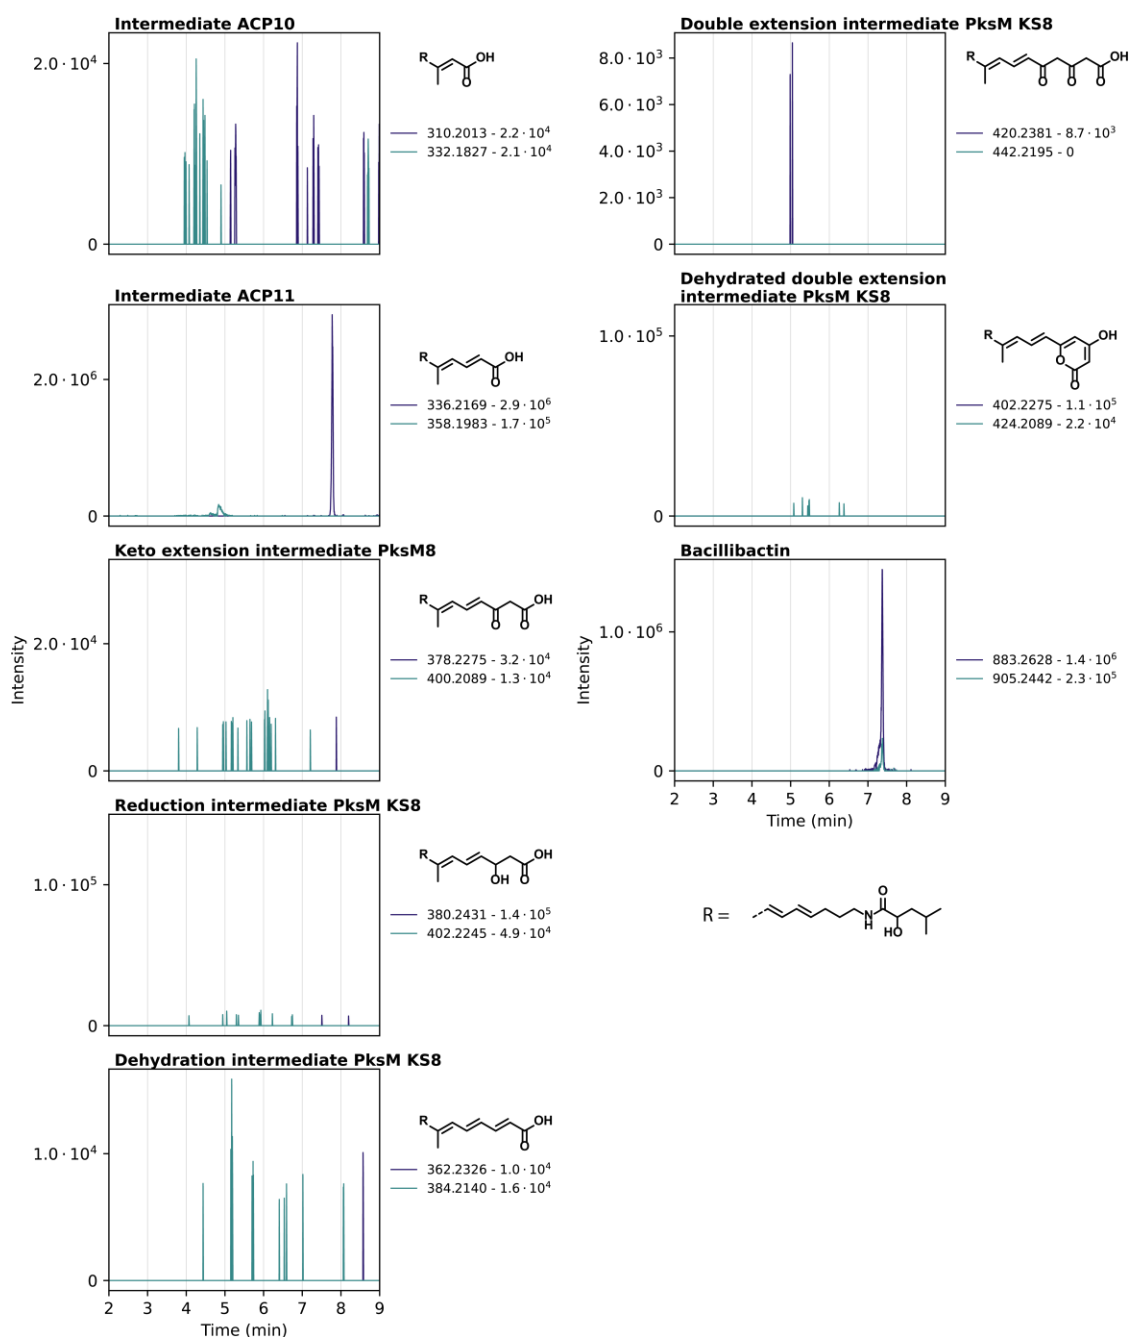 Intermediate ACP10
2.0 · 10⁴
0
R
OH
O
310.2013 - 2.2 · 10⁴
332.1827 - 2.1 · 10⁴
Intermediate ACP11
2.0 · 10⁶
0
R
OH
O
336.2169 - 2.9 · 10⁶
358.1983 - 1.7 · 10⁵
Keto extension intermediate PksM8
2.0 · 10⁴
0
R
OH
O
O
378.2275 - 3.2 · 10⁴
400.2089 - 1.3 · 10⁴
Intensity
Reduction intermediate PksM KS8
1.0 · 10⁵
0
R
OH
OH
O
380.2431 - 1.4 · 10⁵
402.2245 - 4.9 · 10⁴
Dehydration intermediate PksM KS8
1.0 · 10⁴
0
R
OH
O
362.2326 - 1.0 · 10⁴
384.2140 - 1.6 · 10⁴
2 3 4 5 6 7 8 9
Time (min)
Double extension intermediate PksM KS8
8.0 · 10³
6.0 · 10³
4.0 · 10³
2.0 · 10³
0
R
OH
O
O
O
420.2381 - 8.7 · 10³
442.2195 - 0
Dehydrated double extension
intermediate PksM KS8
1.0 · 10⁵
0
R
OH
O
O
402.2275 - 1.1 · 10⁵
424.2089 - 2.2 · 10⁴
Bacillibactin
1.0 · 10⁶
0
883.2628 - 1.4 · 10⁶
905.2442 - 2.3 · 10⁵
Intensity
2 3 4 5 6 7 8 9
Time (min)
R =
O
N
H
HO